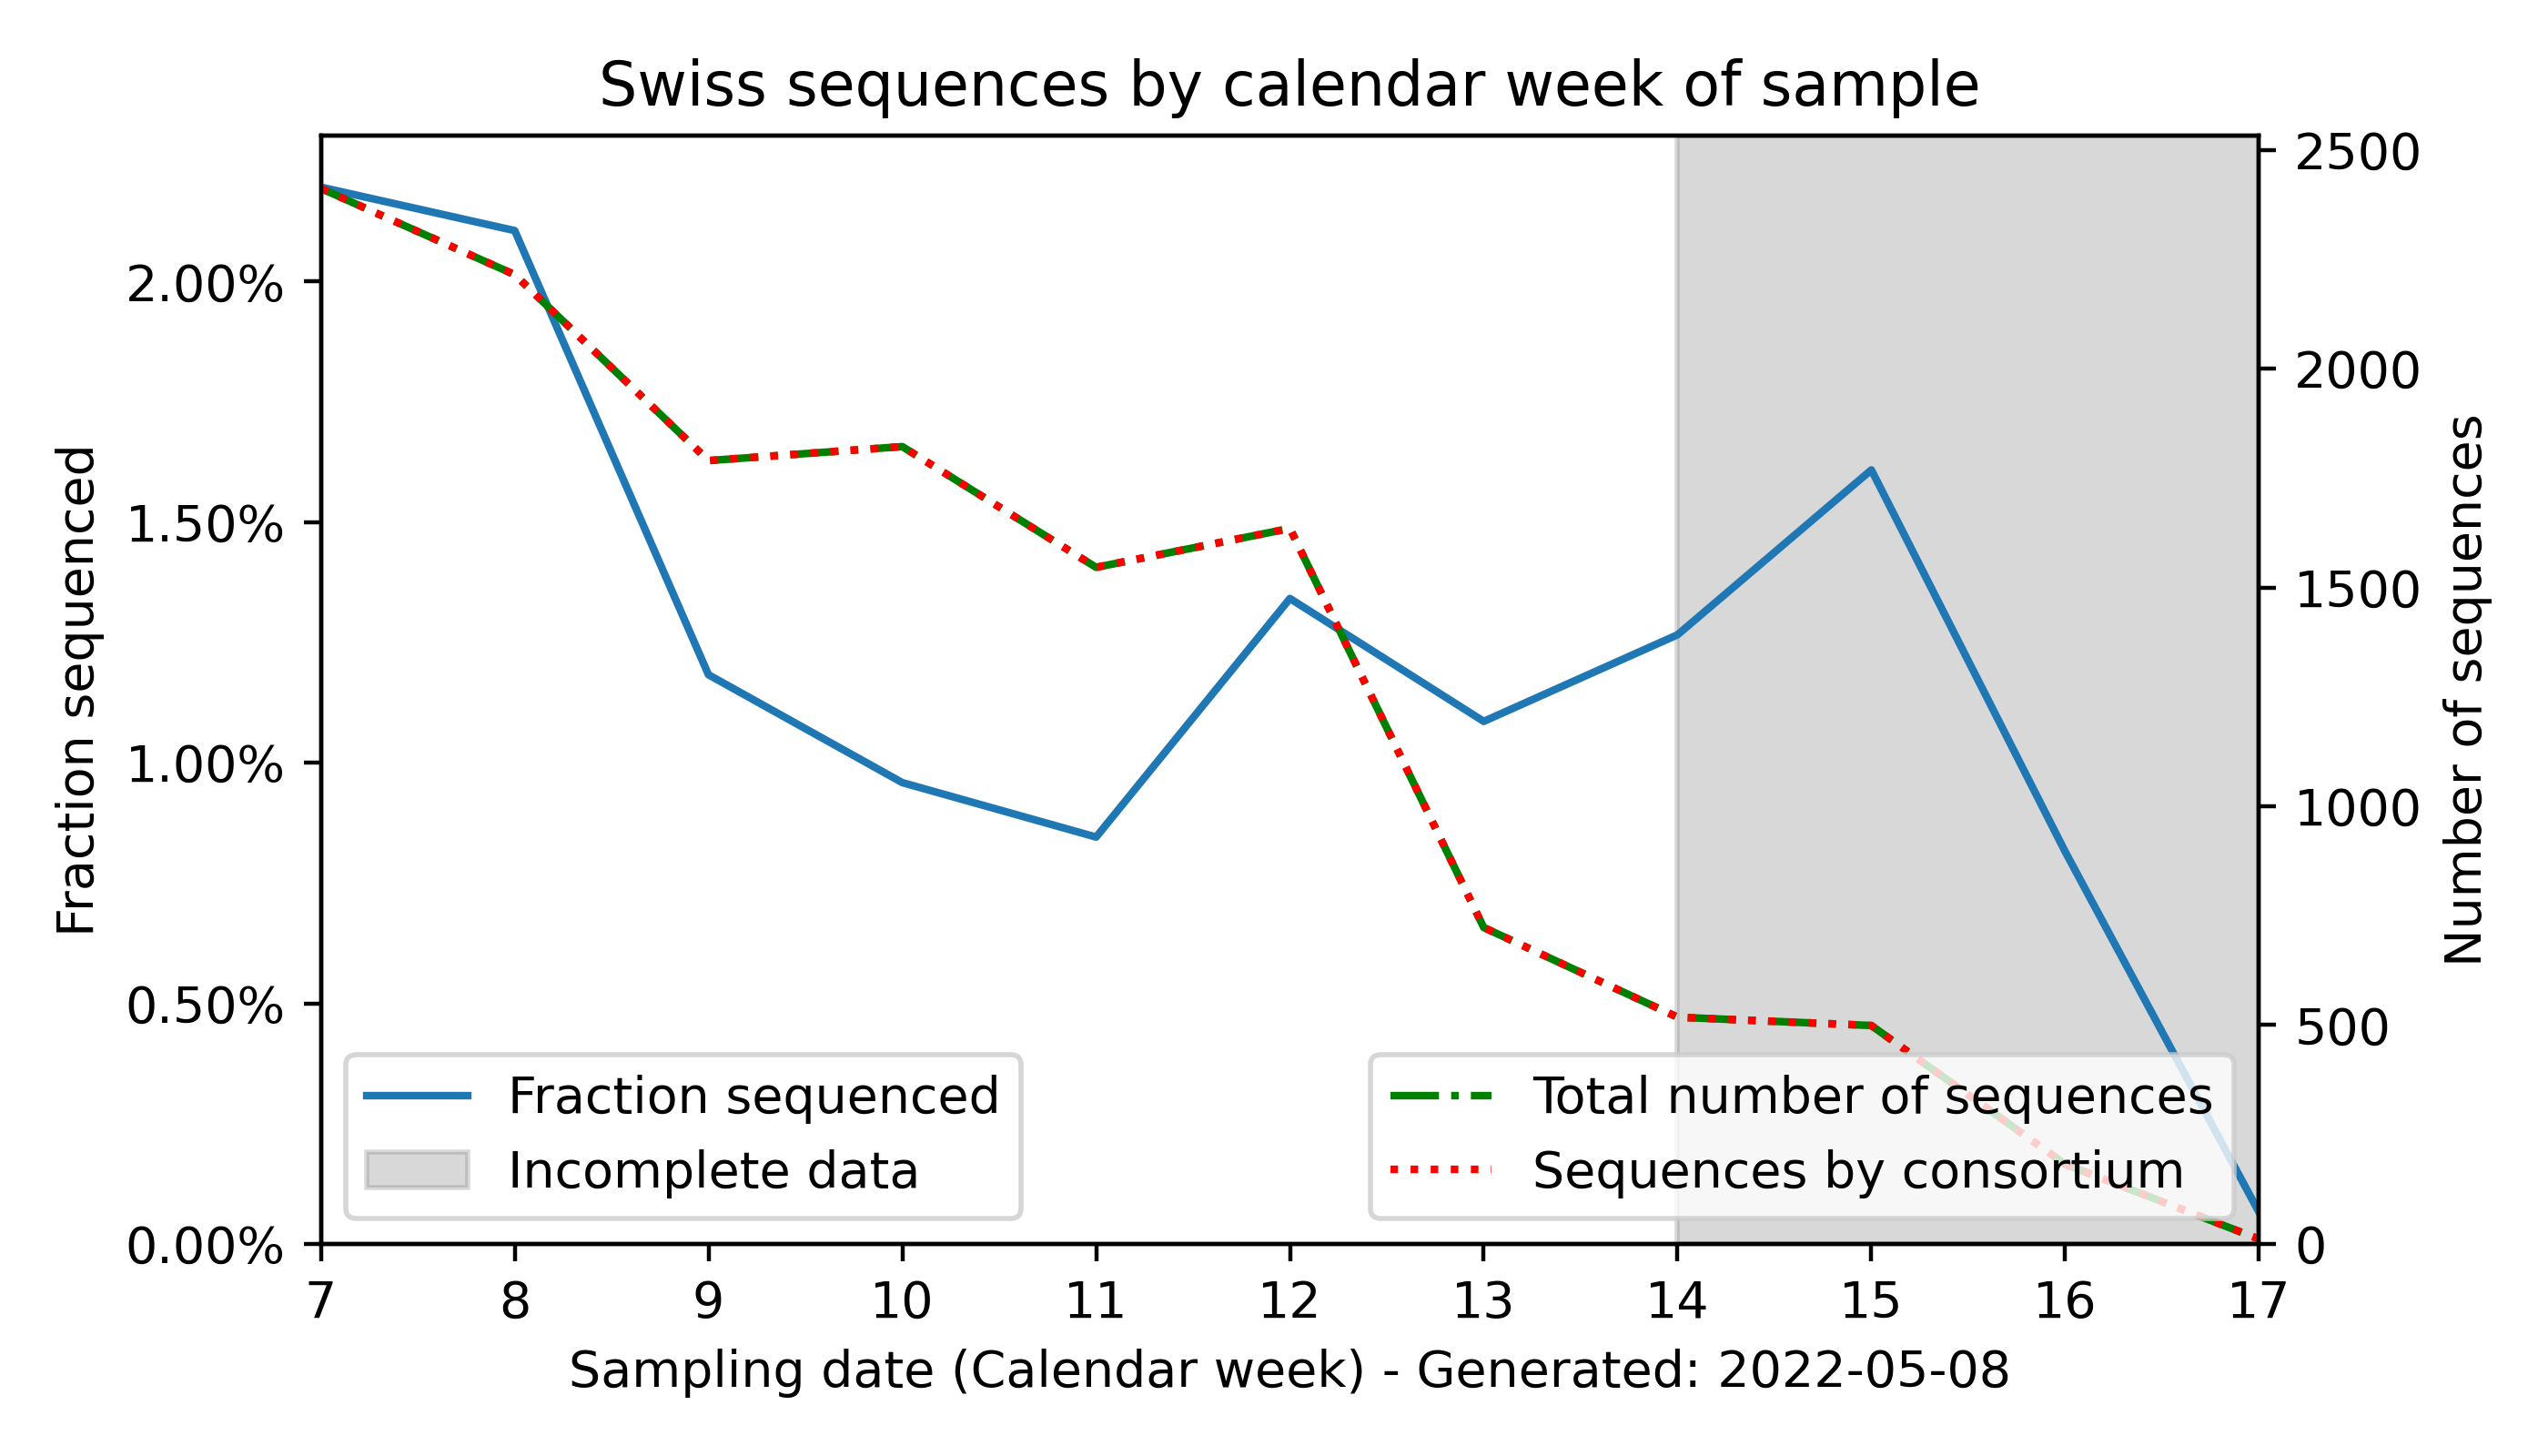 Swiss sequences by calendar week of sample
Fraction sequenced
2.00%
1.50%
1.00%
0.50%
0.00%
2500
2000
1500
1000
500
0
Number of sequences
Fraction sequenced
Incomplete data
Total number of sequences
Sequences by consortium
7 8 9 10 11 12 13 14 15 16 17
Sampling date (Calendar week) - Generated: 2022-05-08